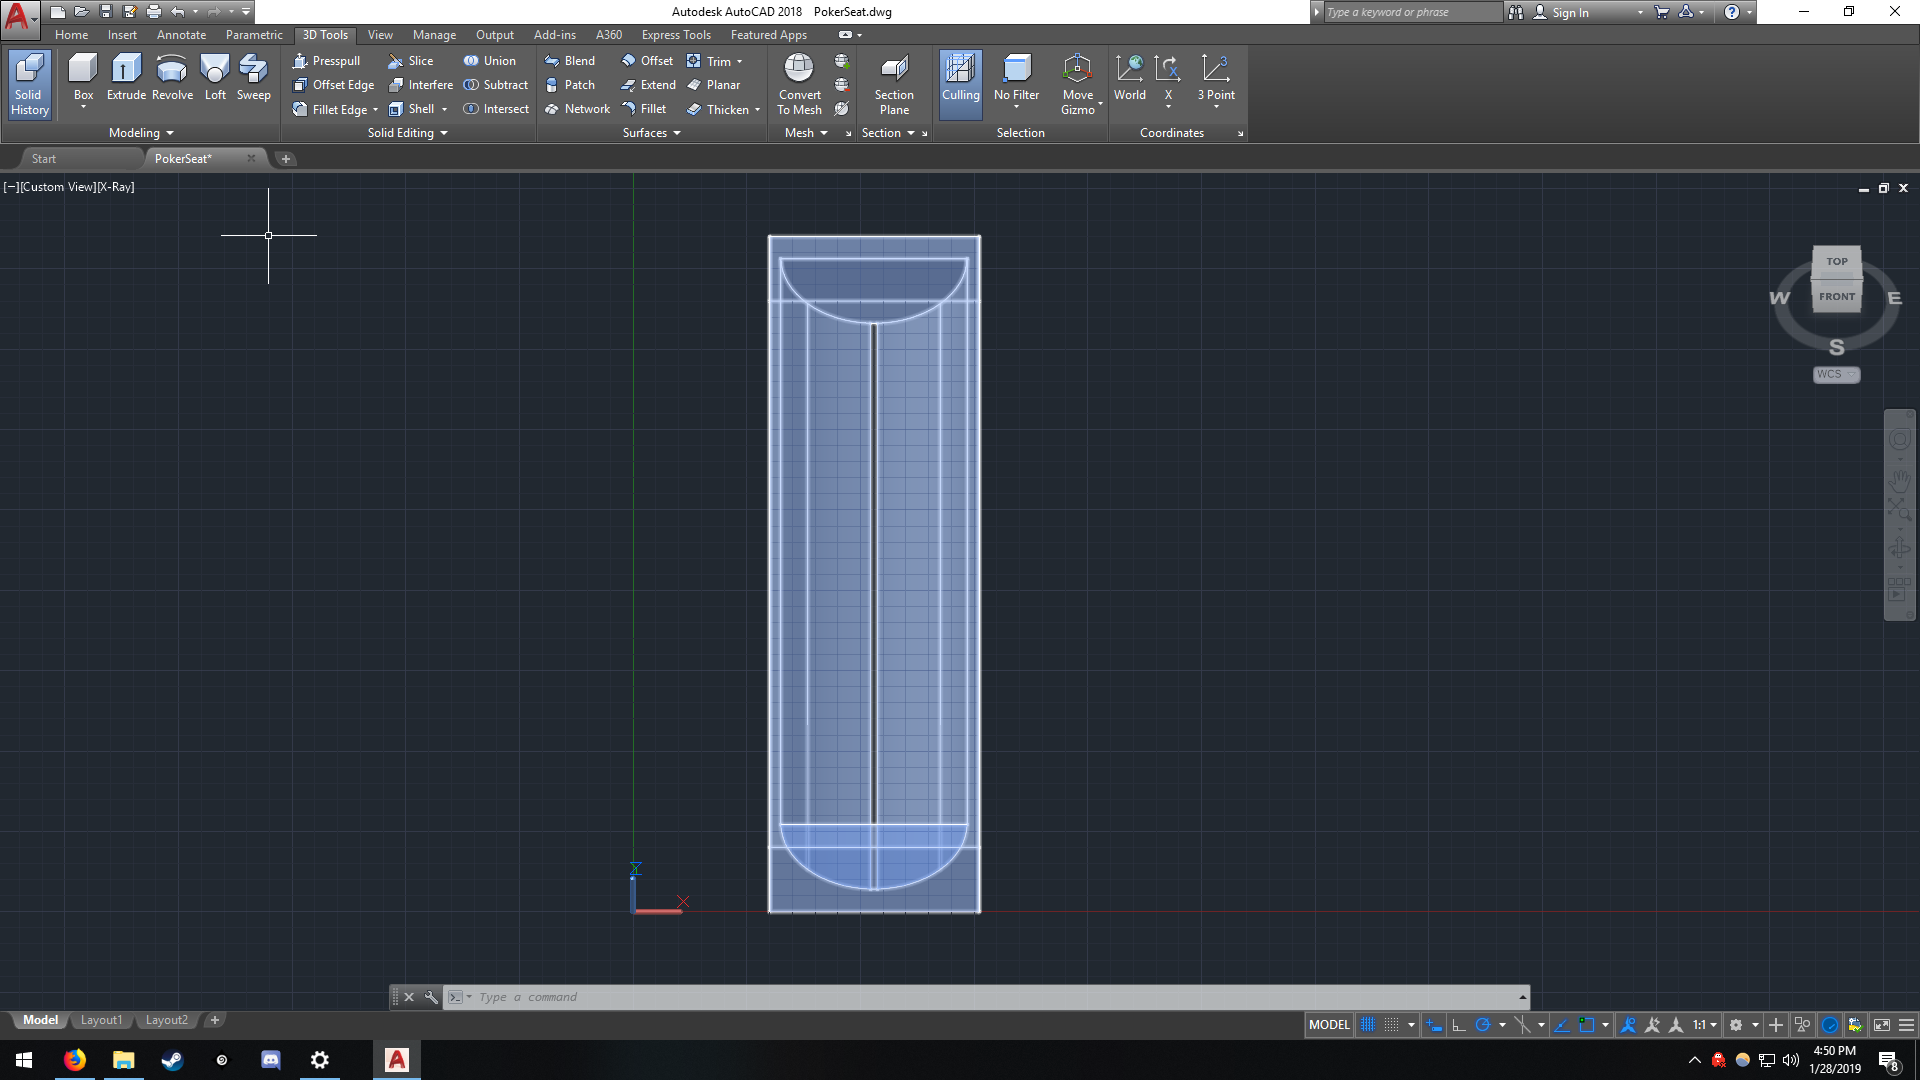 Autodesk AutoCAD 2018 PokerSeat.dwg
Type a keyword or phrase
Sign In
Home Insert Annotate Parametric 3D Tools View Manage Output Add-ins A360 Express Tools Featured Apps
Solid History
Box Extrude Revolve Loft Sweep
Modeling
Presspull Slice Union
Offset Edge Interfere Subtract
Fillet Edge Shell Intersect
Solid Editing
Blend Offset Trim
Patch Extend Planar
Network Fillet Thicken
Surfaces
Convert To Mesh
Mesh
Section Plane
Section
Culling No Filter Move Gizmo
Selection
World X 3 Point
Coordinates
Start PokerSeat*
[−][Custom View][X-Ray]
TOP
FRONT
W E
S
WCS
X
Type a command
Model Layout1 Layout2
MODEL
1:1
4:50 PM
1/28/2019
8